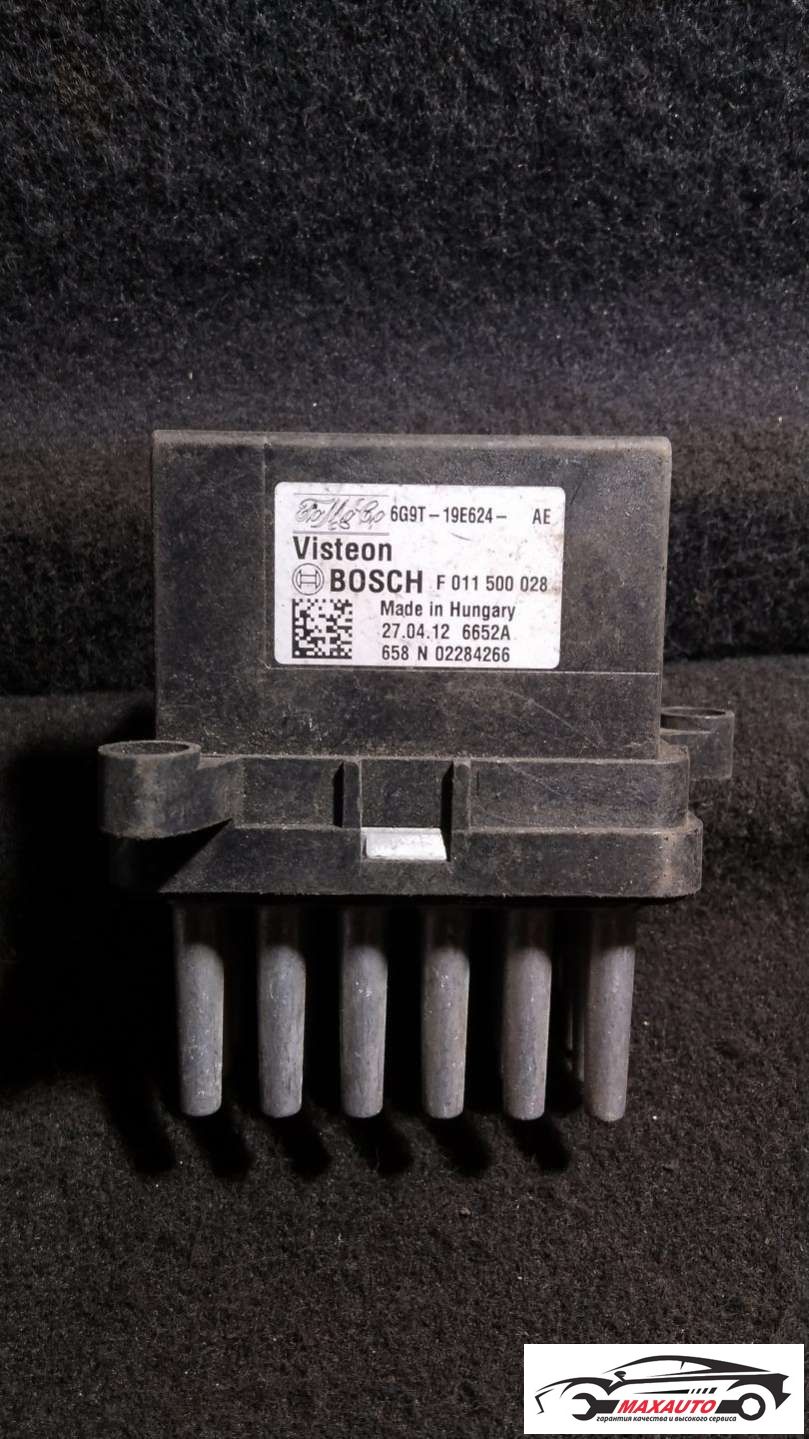 FoMoCo 6G9T-19E624- AE
Visteon
BOSCH F 011 500 028
Made in Hungary
27.04.12 6652A
658 N 02284266
MAXAUTO
гарантия качества и высокого сервиса